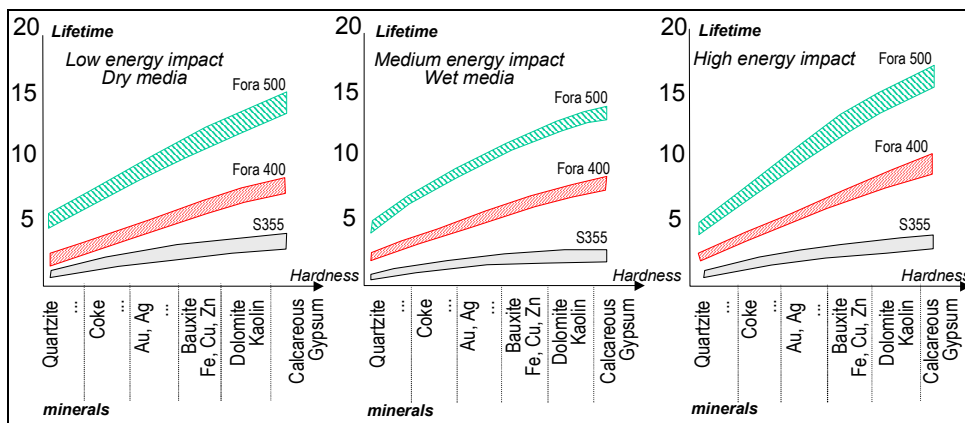 20
Lifetime
Low energy impact
Dry media
Fora 500
15
10
Fora 400
5
S355
Hardness
Quartzite
...
Coke
Au, Ag
...
Bauxite
Fe, Cu, Zn
Dolomite
Kaolin
Calcareous
Gypsum
minerals
20
Lifetime
Medium energy impact
Wet media
Fora 500
15
10
Fora 400
5
S355
Hardness
Quartzite
...
Coke
Au, Ag
...
Bauxite
Fe, Cu, Zn
Dolomite
Kaolin
Calcareous
Gypsum
minerals
20
Lifetime
High energy impact
Fora 500
15
10
Fora 400
5
S355
Hardness
Quartzite
...
Coke
Au, Ag
...
Bauxite
Fe, Cu, Zn
Dolomite
Kaolin
Calcareous
Gypsum
minerals